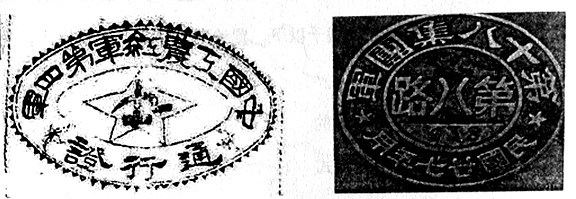 中國工農紅軍第四軍
通行證
第十八集團軍
第八路
民國廿七年用